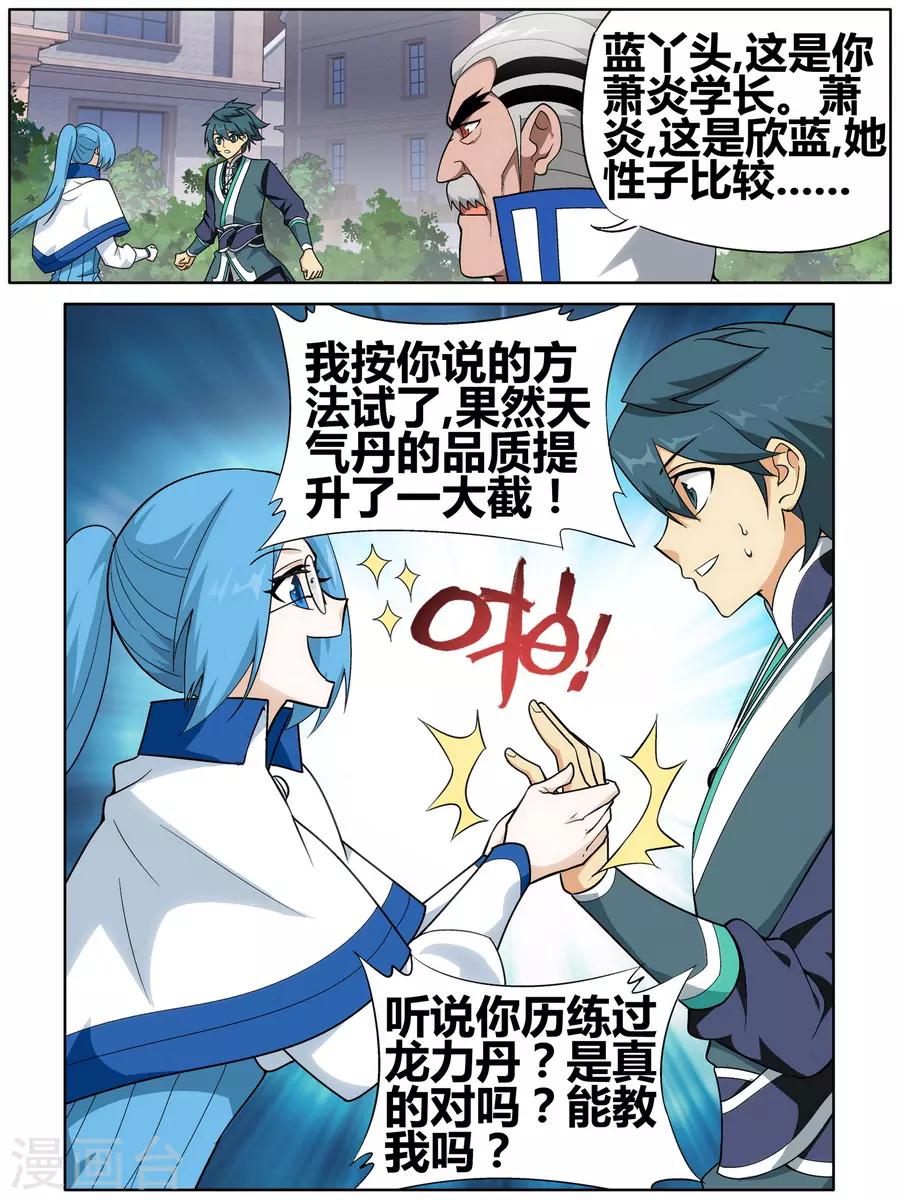 蓝丫头,这是你
萧炎学长。萧
炎,这是欣蓝,她
性子比较……
我按你说的方
法试了,果然天
气丹的品质提
升了一大截！
啪!
听说你历练过
龙力丹？是真
的对吗？能教
我吗？
漫画台